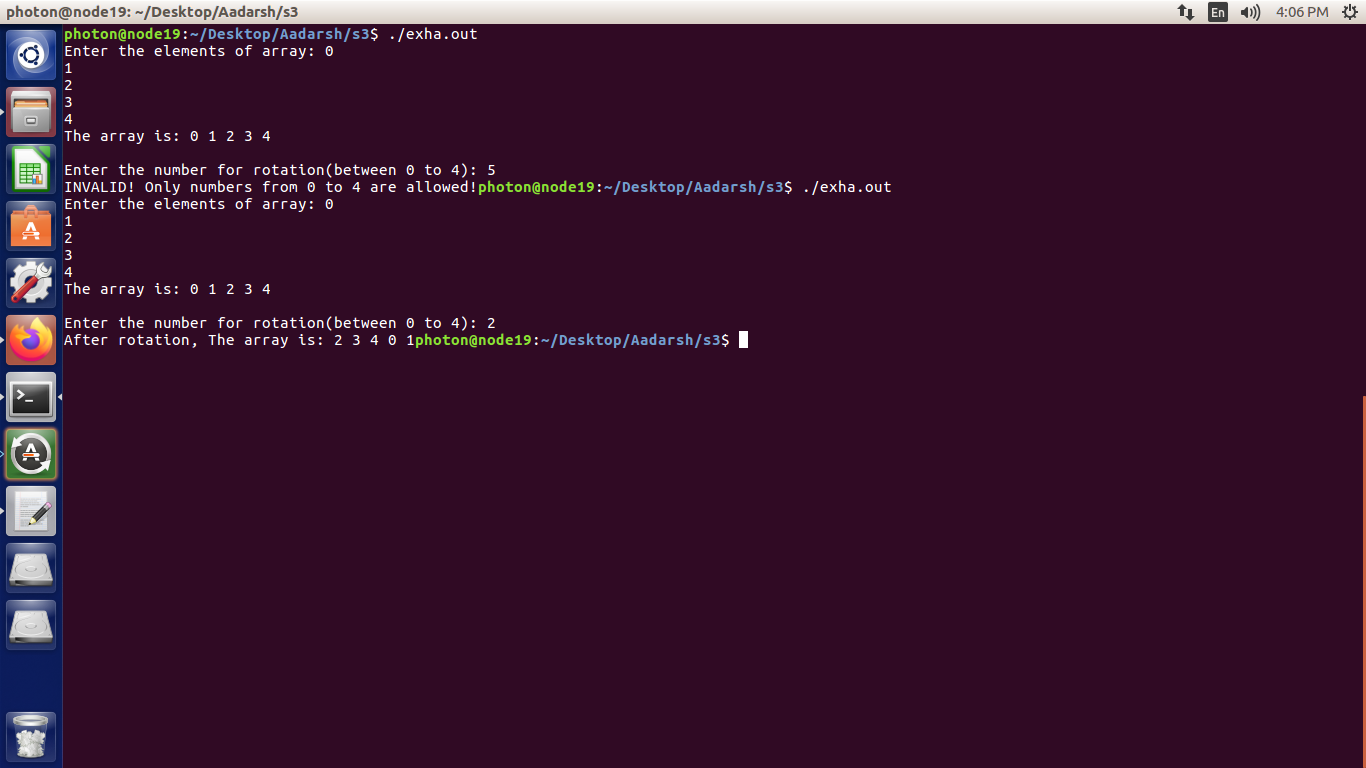 photon@node19: ~/Desktop/Aadarsh/s3
En
4:06 PM
photon@node19:~/Desktop/Aadarsh/s3$ ./exha.out
Enter the elements of array: 0
1
2
3
4
The array is: 0 1 2 3 4
Enter the number for rotation(between 0 to 4): 5
INVALID! Only numbers from 0 to 4 are allowed!photon@node19:~/Desktop/Aadarsh/s3$ ./exha.out
Enter the elements of array: 0
1
2
3
4
The array is: 0 1 2 3 4
Enter the number for rotation(between 0 to 4): 2
After rotation, The array is: 2 3 4 0 1photon@node19:~/Desktop/Aadarsh/s3$